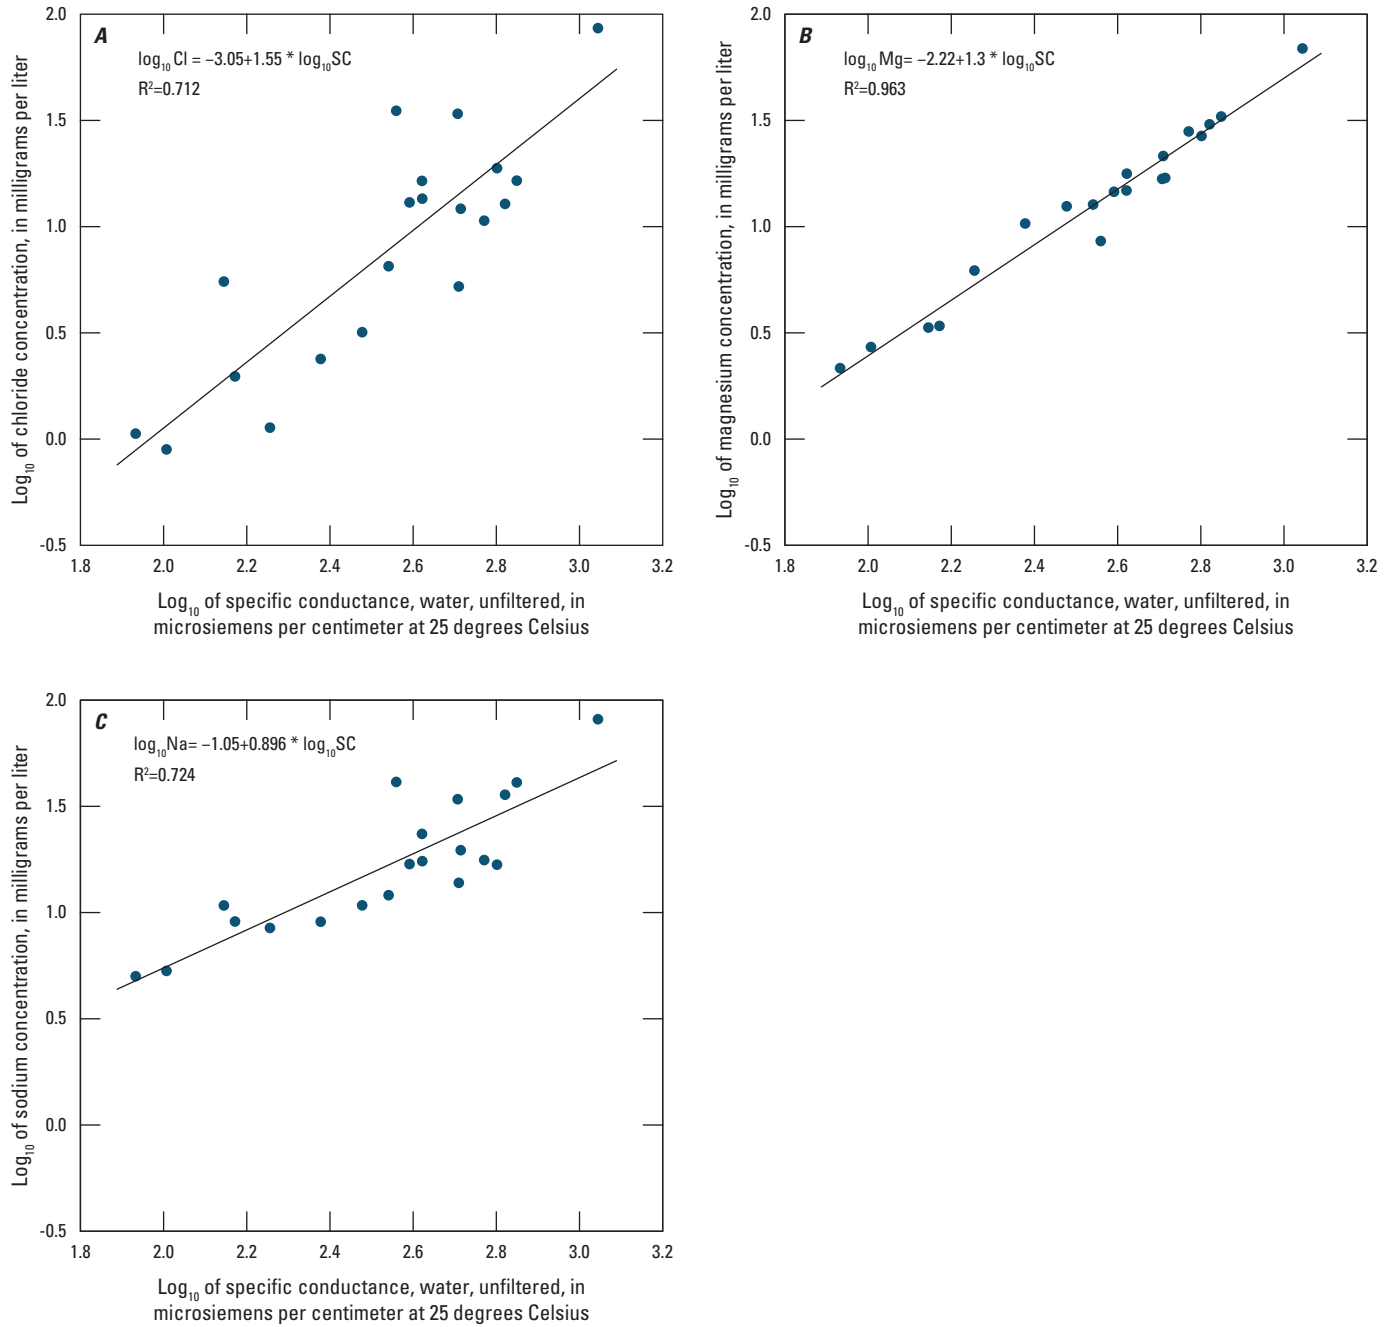 A
log₁₀ Cl = −3.05+1.55 * log₁₀SC
R²=0.712
2.0
1.5
1.0
0.5
0.0
-0.5
Log₁₀ of chloride concentration, in milligrams per liter
1.8 2.0 2.2 2.4 2.6 2.8 3.0 3.2
Log₁₀ of specific conductance, water, unfiltered, in
microsiemens per centimeter at 25 degrees Celsius
B
log₁₀ Mg= −2.22+1.3 * log₁₀SC
R²=0.963
2.0
1.5
1.0
0.5
0.0
-0.5
Log₁₀ of magnesium concentration, in milligrams per liter
1.8 2.0 2.2 2.4 2.6 2.8 3.0 3.2
Log₁₀ of specific conductance, water, unfiltered, in
microsiemens per centimeter at 25 degrees Celsius
C
log₁₀Na= −1.05+0.896 * log₁₀SC
R²=0.724
2.0
1.5
1.0
0.5
0.0
-0.5
Log₁₀ of sodium concentration, in milligrams per liter
1.8 2.0 2.2 2.4 2.6 2.8 3.0 3.2
Log₁₀ of specific conductance, water, unfiltered, in
microsiemens per centimeter at 25 degrees Celsius